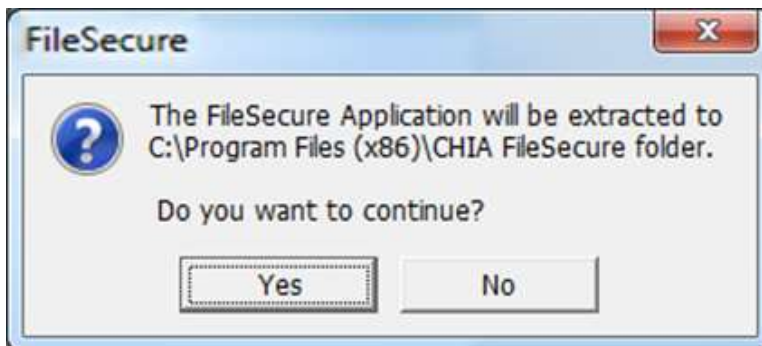 FileSecure
The FileSecure Application will be extracted to
C:\Program Files (x86)\CHIA FileSecure folder.
Do you want to continue?
Yes
No